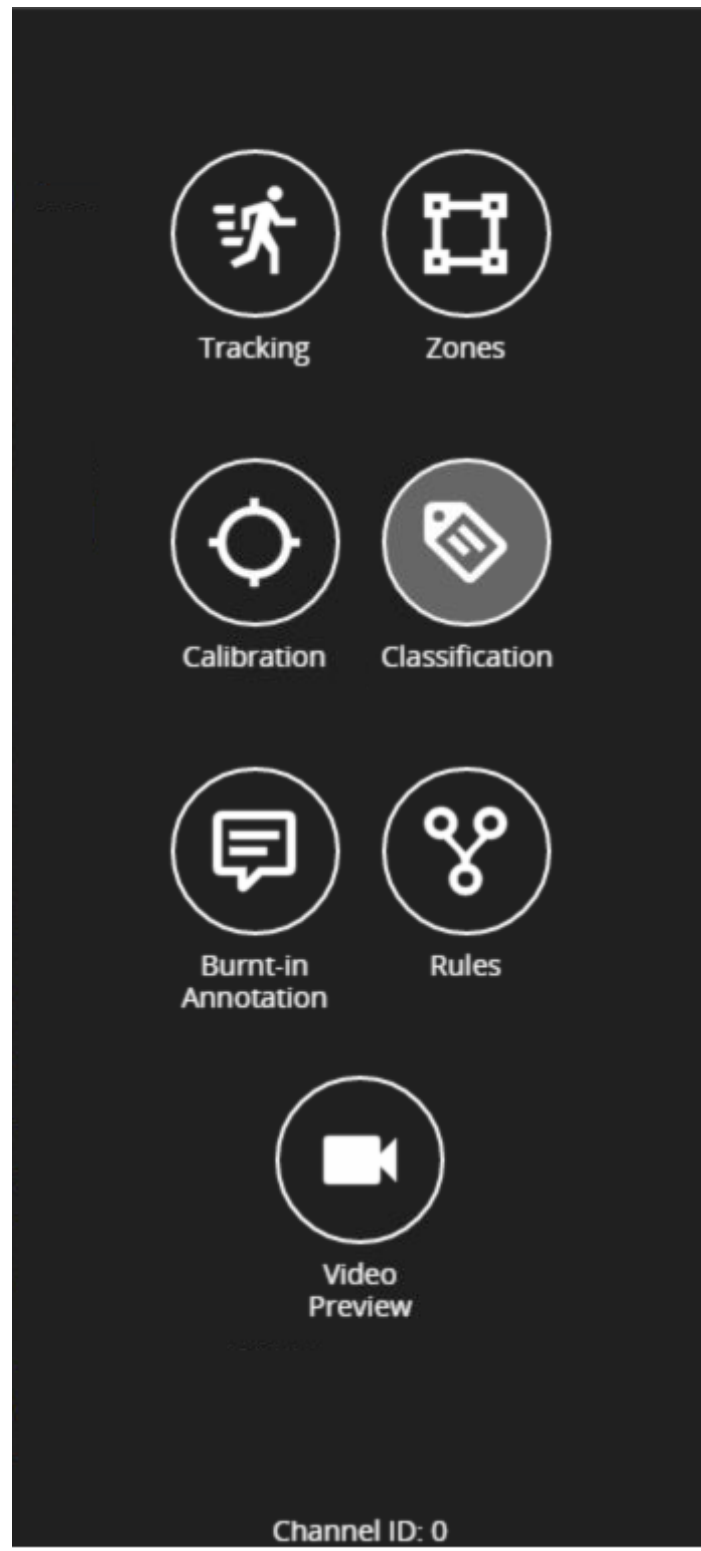 Tracking
Zones
Calibration
Classification
Burnt-in
Annotation
Rules
Video
Preview
Channel ID: 0